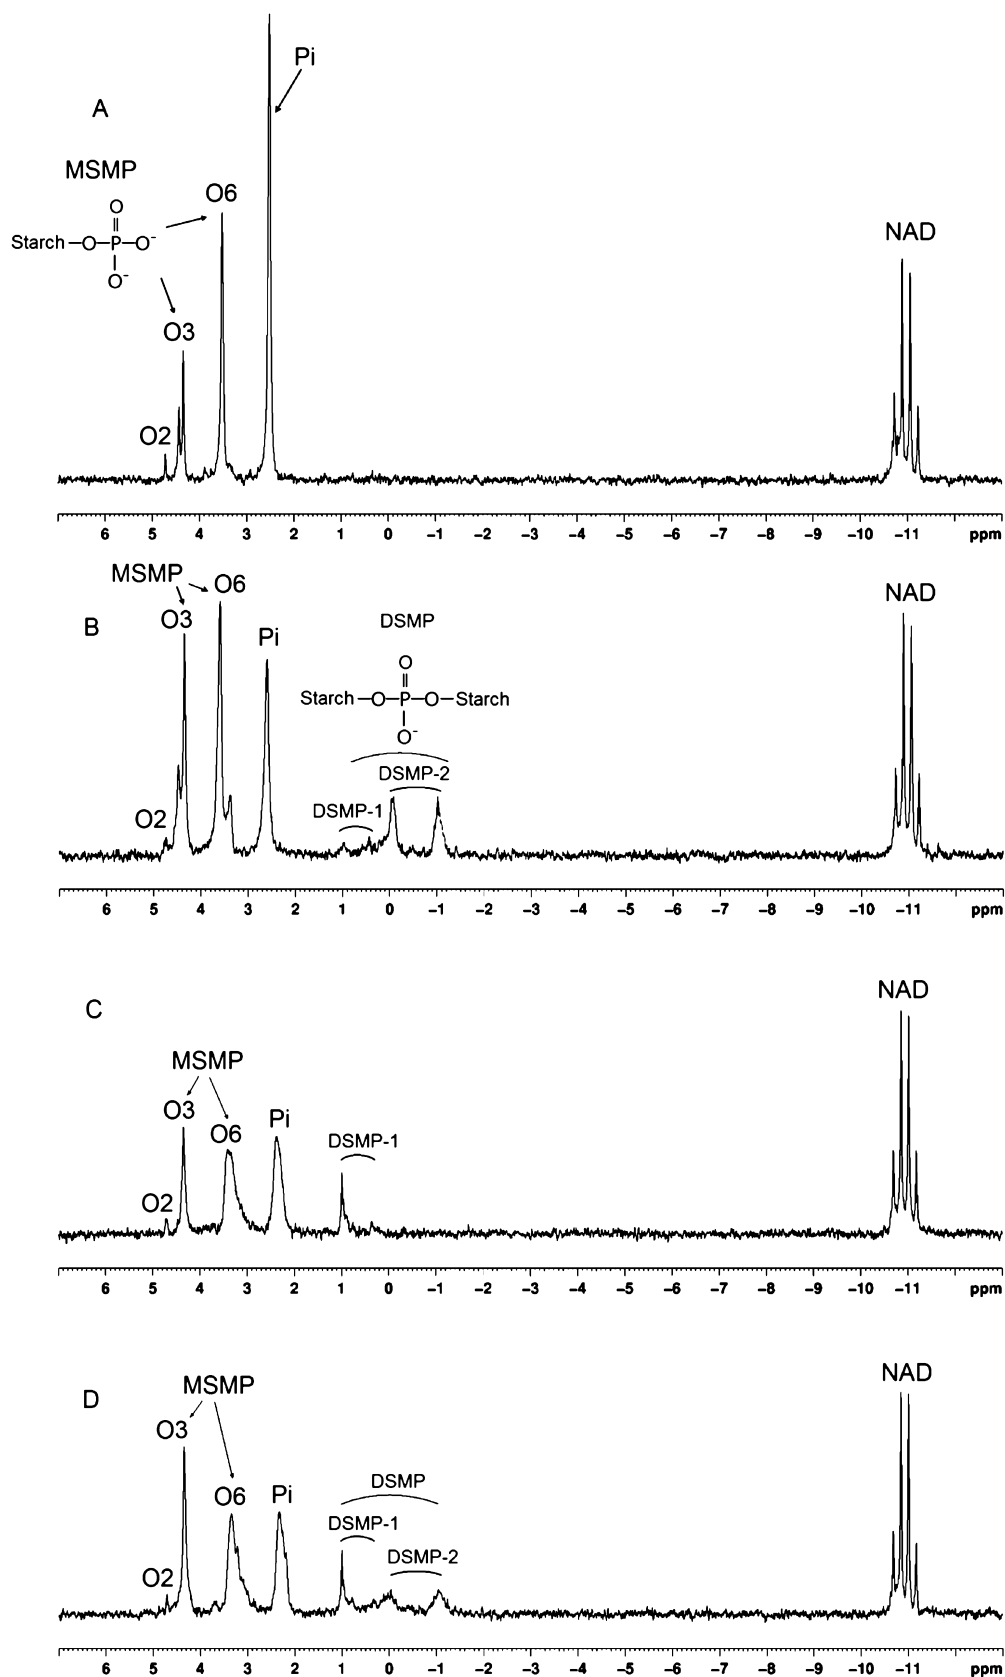 Pi
A
MSMP
O6
O
Starch–O–P–O⁻
O⁻
O3
O2
NAD
6 5 4 3 2 1 0 −1 −2 −3 −4 −5 −6 −7 −8 −9 −10 −11 ppm
MSMP
O6
NAD
O3
B
DSMP
Pi
O
Starch–O–P–O–Starch
O⁻
DSMP-2
DSMP-1
O2
6 5 4 3 2 1 0 −1 −2 −3 −4 −5 −6 −7 −8 −9 −10 −11 ppm
NAD
C
MSMP
O3
Pi
O6
DSMP-1
O2
6 5 4 3 2 1 0 −1 −2 −3 −4 −5 −6 −7 −8 −9 −10 −11 ppm
NAD
MSMP
D
O3
DSMP
O6
Pi
DSMP-1
DSMP-2
O2
6 5 4 3 2 1 0 −1 −2 −3 −4 −5 −6 −7 −8 −9 −10 −11 ppm